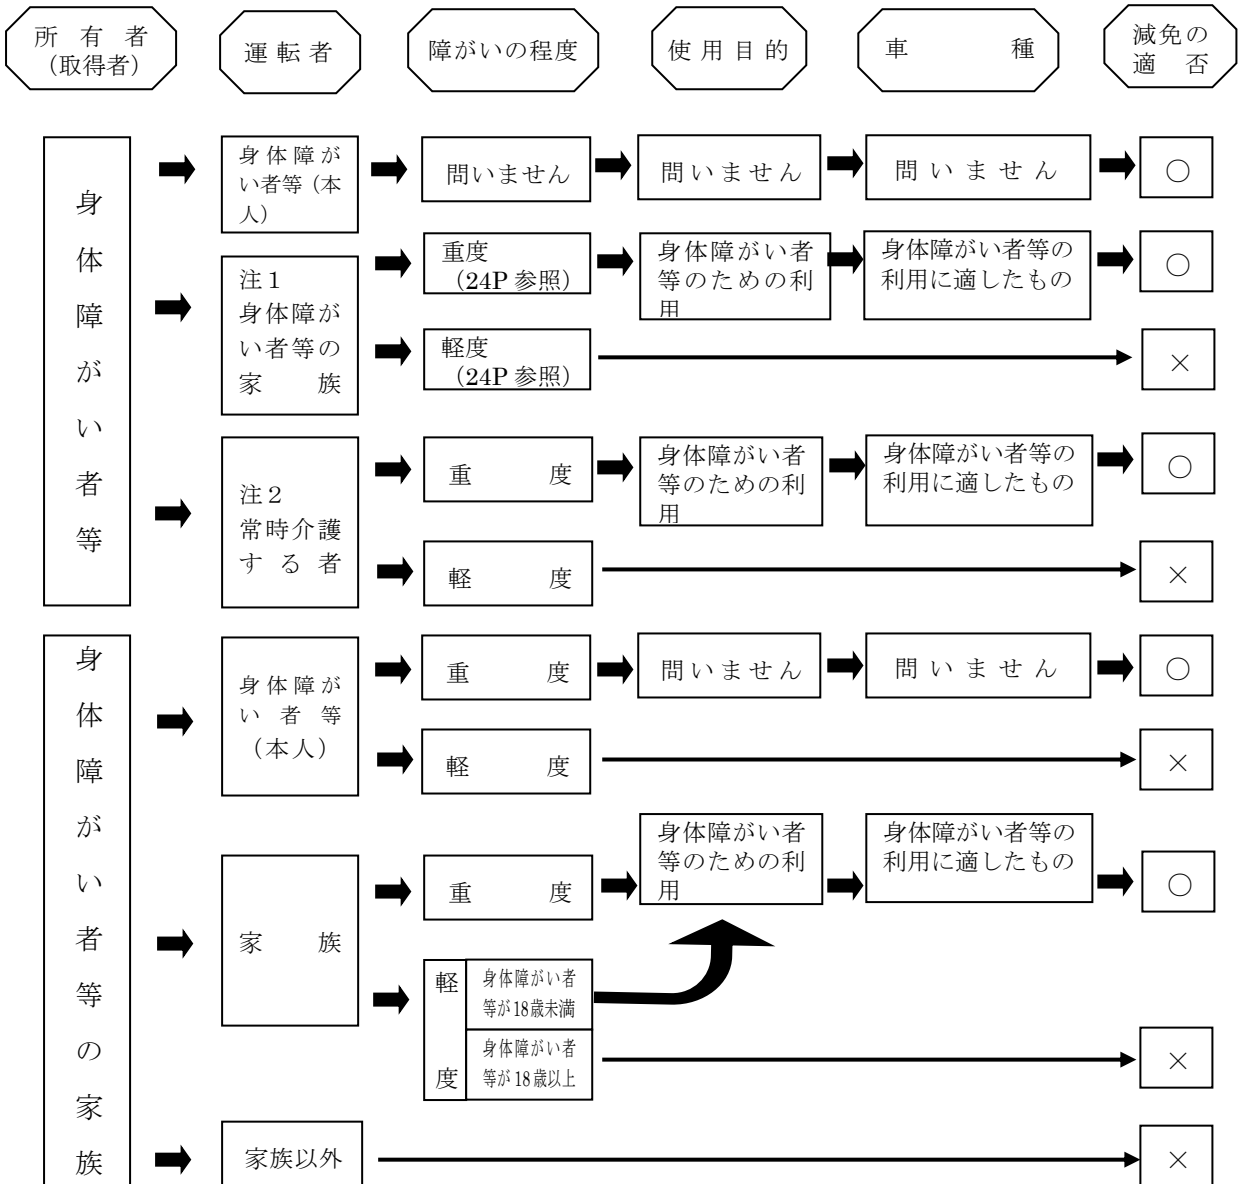 所有者
（取得者）
運転者
障がいの程度
使用目的
車種
減免の
適否
身体障がい者等
身体障が
い者等（本
人）
問いません
問いません
問いません
○
注１
身体障が
い者等の
家族
重度
（24P 参照）
身体障がい者
等のための利
用
身体障がい者等の
利用に適したもの
○
軽度
（24P 参照）
×
注２
常時介護
する者
重度
身体障がい者
等のための利
用
身体障がい者等の
利用に適したもの
○
軽度
×
身体障がい者等の家族
身体障が
い者等
（本人）
重度
問いません
問いません
○
軽度
×
家族
重度
身体障がい者
等のための利
用
身体障がい者等の
利用に適したもの
○
軽度
身体障がい者
等が18歳未満
身体障がい者
等が18歳以上
×
家族以外
×